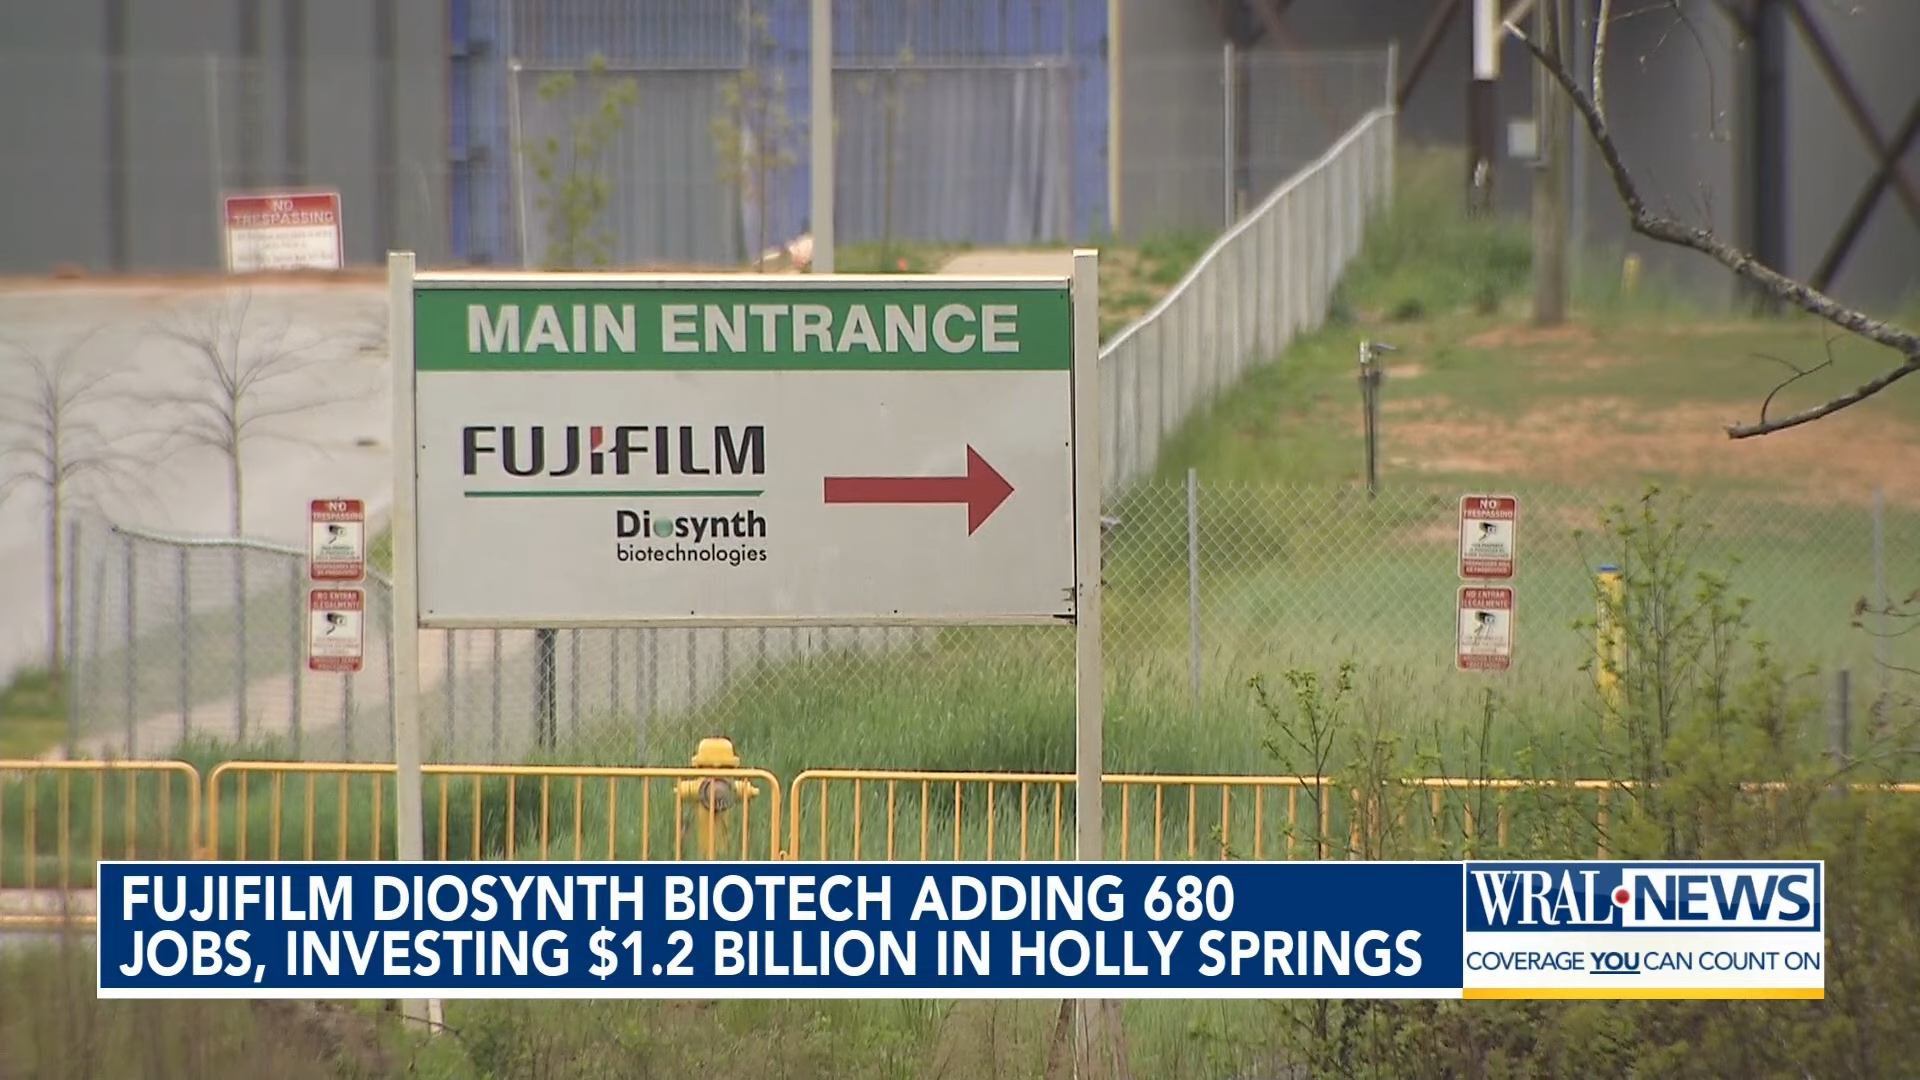 NO
TRESPASSING
MAIN ENTRANCE
FUJIFILM
Diosynth
biotechnologies
NO
TRESPASSING
NO ENTRAR
ILEGALMENTE
NO
TRESPASSING
NO ENTRAR
ILEGALMENTE
FUJIFILM DIOSYNTH BIOTECH ADDING 680
JOBS, INVESTING $1.2 BILLION IN HOLLY SPRINGS
WRAL NEWS
COVERAGE YOU CAN COUNT ON